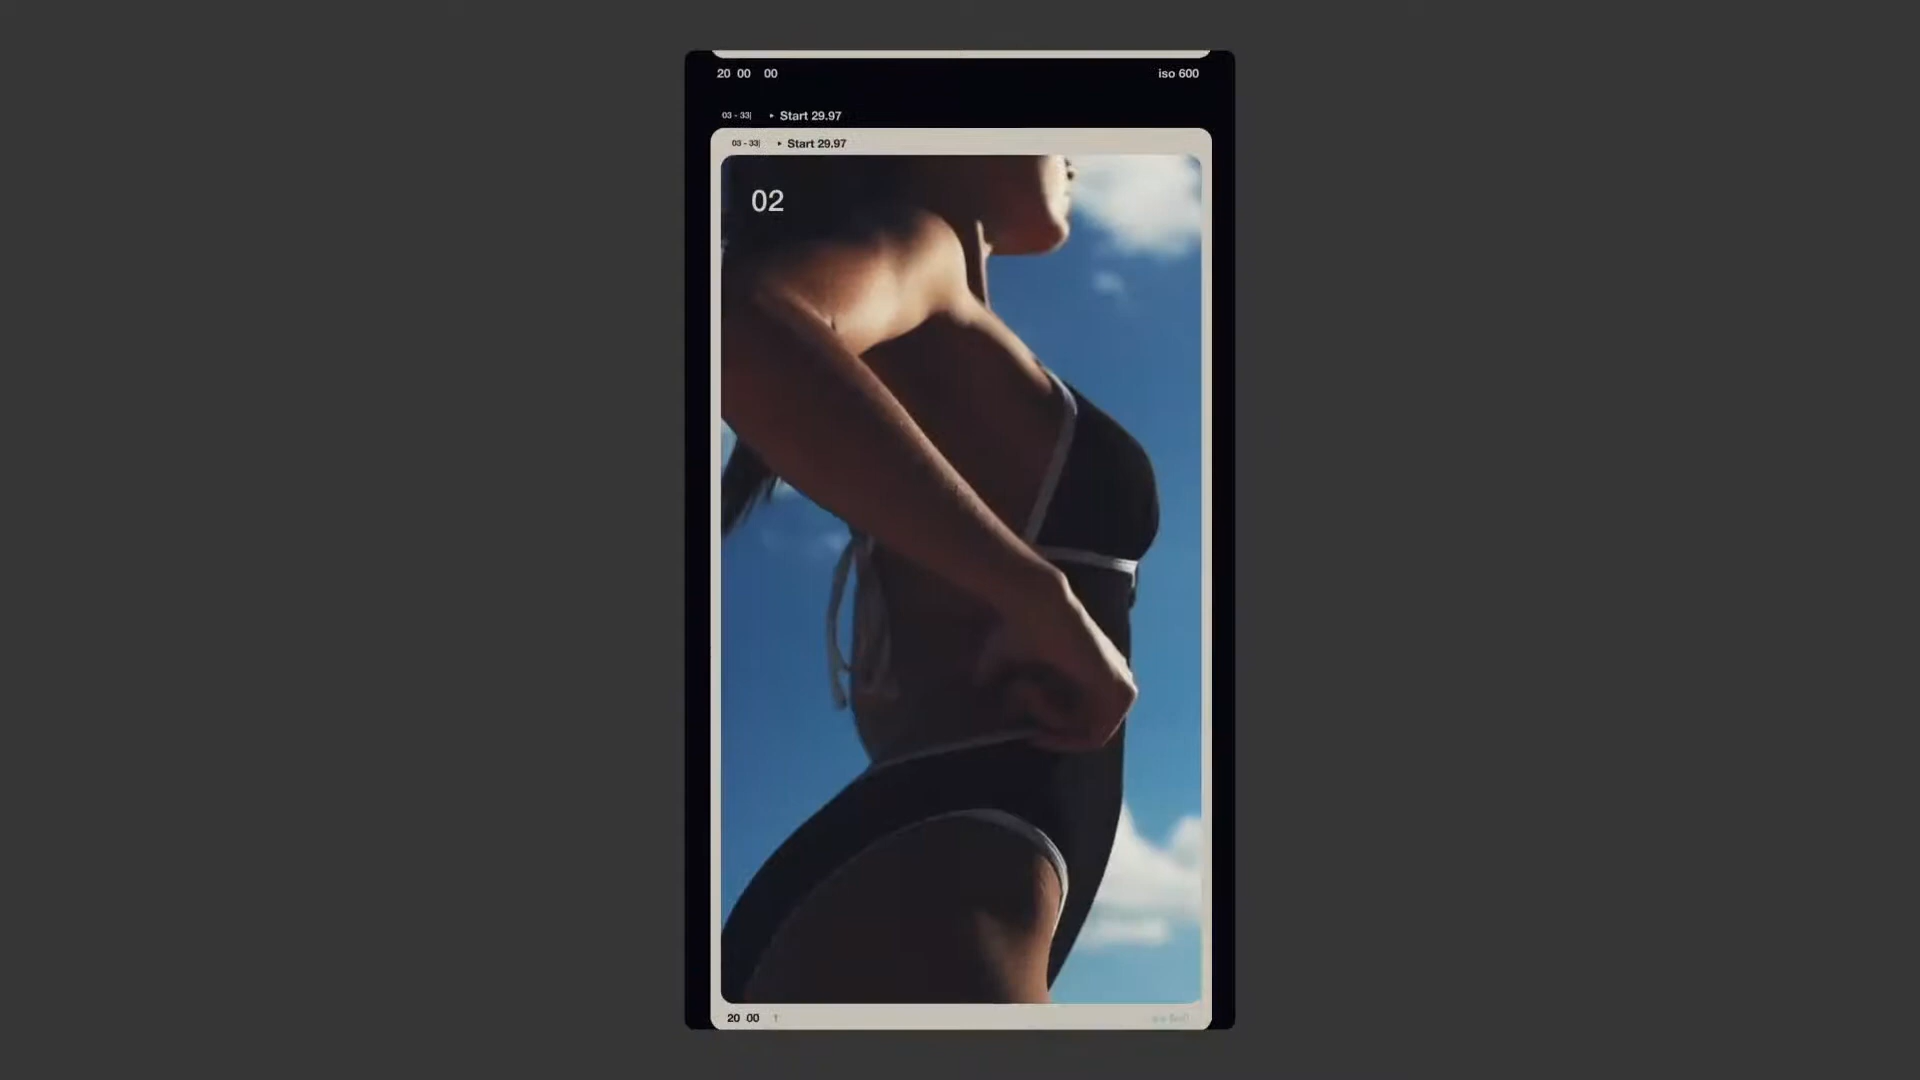 20 00 00
iso 600
03 - 33| ▸ Start 29.97
03 - 33| ▸ Start 29.97
02
20 00